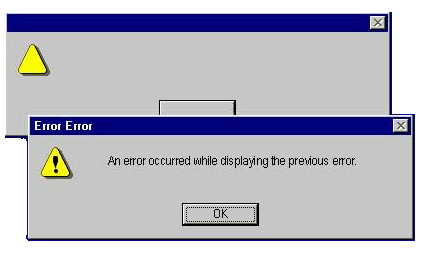 Error Error
An error occurred while displaying the previous error.
OK